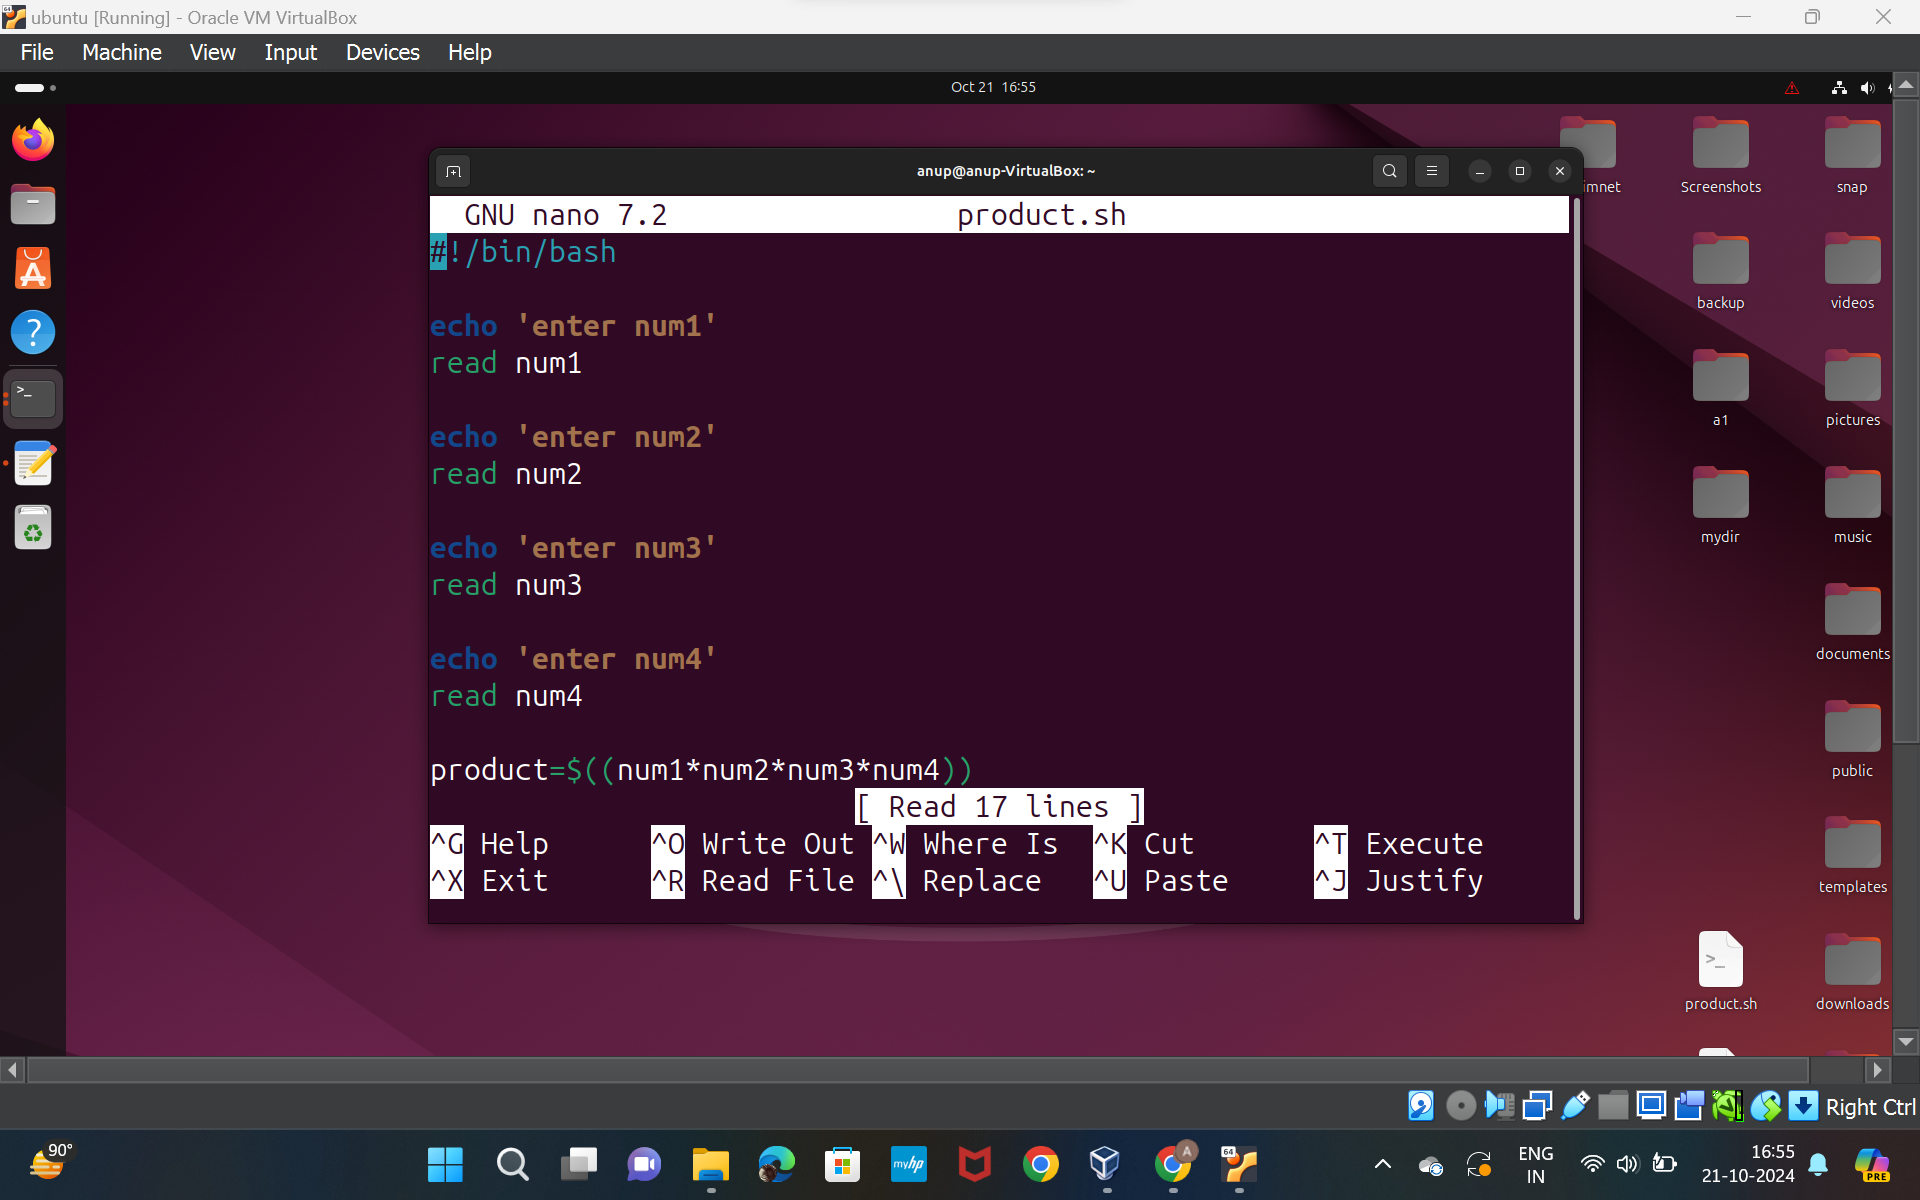 ubuntu [Running] - Oracle VM VirtualBox
File Machine View Input Devices Help
Oct 21 16:55
anup@anup-VirtualBox: ~
GNU nano 7.2 product.sh
#!/bin/bash
echo 'enter num1'
read num1
echo 'enter num2'
read num2
echo 'enter num3'
read num3
echo 'enter num4'
read num4
product=$((num1*num2*num3*num4))
[ Read 17 lines ]
^G Help ^O Write Out ^W Where Is ^K Cut ^T Execute
^X Exit ^R Read File ^\ Replace ^U Paste ^J Justify
Screenshots snap
backup videos
a1 pictures
mydir music
documents
public
templates
product.sh downloads
Right Ctrl
90°
myhp
A
64
ENG
IN
16:55
21-10-2024
PRE